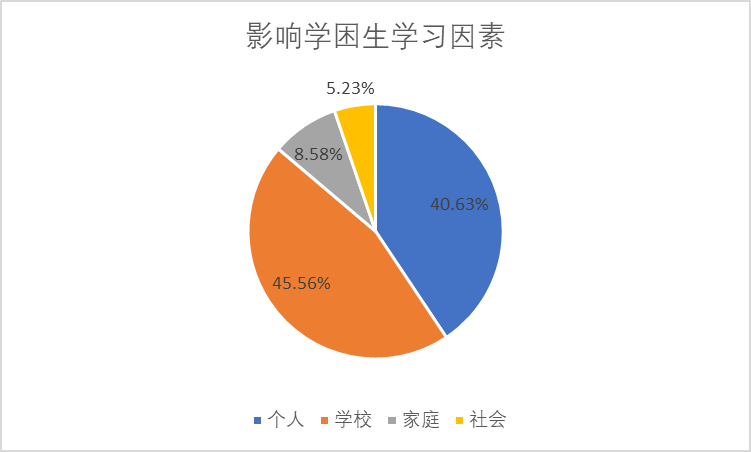 影响学困生学习因素
5.23%
8.58%
40.63%
45.56%
个人 学校 家庭 社会